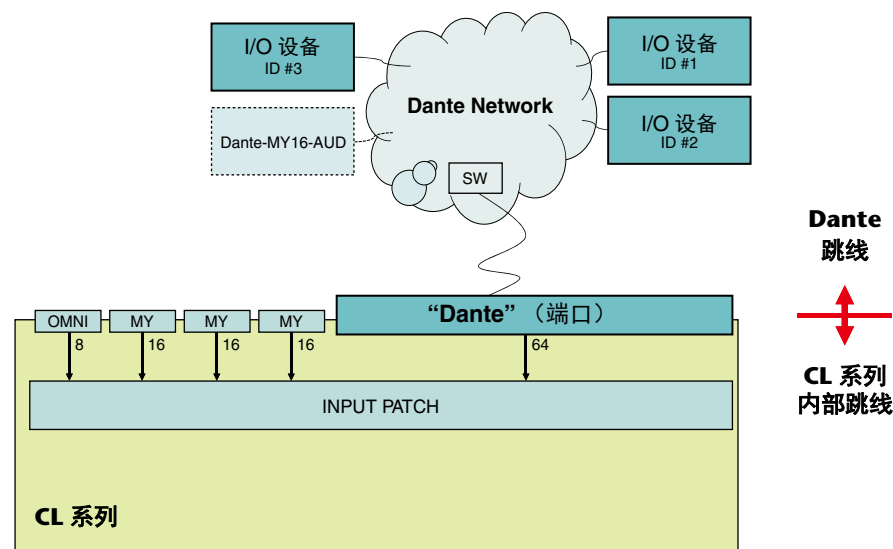 I/O 设备
ID #3
I/O 设备
ID #1
Dante Network
Dante-MY16-AUD
I/O 设备
ID #2
SW
Dante
跳线
OMNI
MY
MY
MY
“Dante”（端口）
8
16
16
16
64
CL 系列
内部跳线
INPUT PATCH
CL 系列